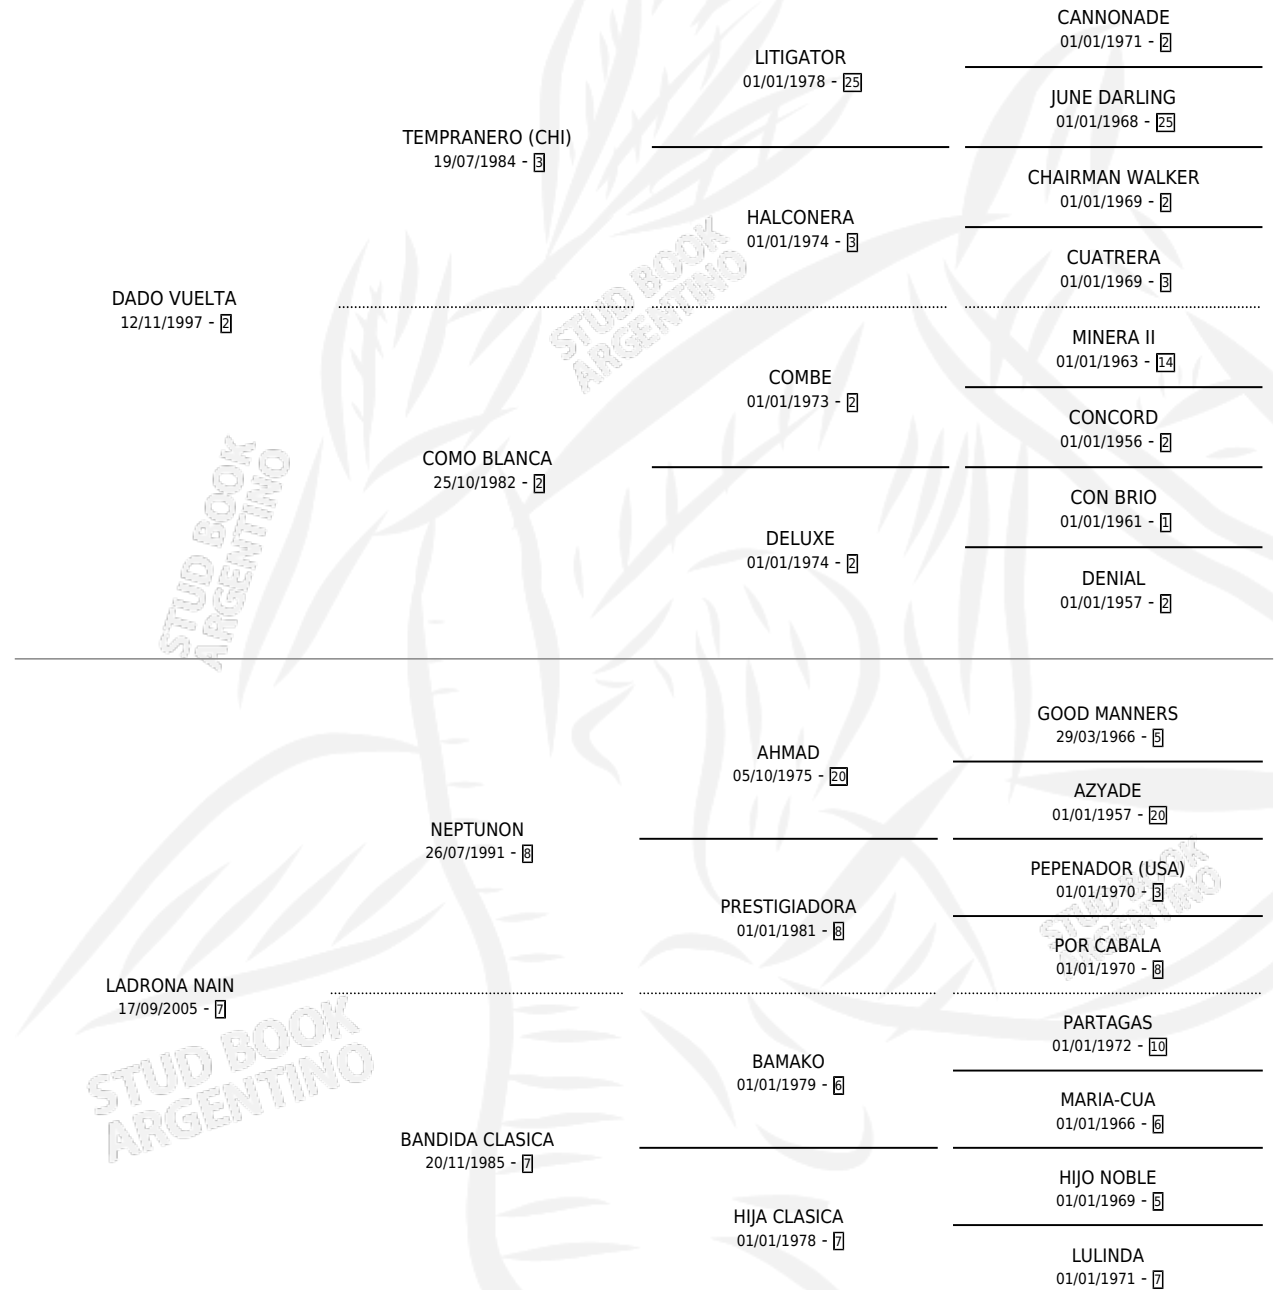 CANNONADE
01/01/1971 - 2
LITIGATOR
01/01/1978 - 25
JUNE DARLING
01/01/1968 - 25
TEMPRANERO (CHI)
19/07/1984 - 3
CHAIRMAN WALKER
01/01/1969 - 2
HALCONERA
01/01/1974 - 3
CUATRERA
01/01/1969 - 3
DADO VUELTA
12/11/1997 - 2
MINERA II
01/01/1963 - 14
COMBE
01/01/1973 - 2
CONCORD
01/01/1956 - 2
COMO BLANCA
25/10/1982 - 2
CON BRIO
01/01/1961 - 1
DELUXE
01/01/1974 - 2
DENIAL
01/01/1957 - 2
STUD BOOK
ARGENTINO
STUD BOOK
ARGENTINO
GOOD MANNERS
29/03/1966 - 5
AHMAD
05/10/1975 - 20
AZYADE
01/01/1957 - 20
NEPTUNON
26/07/1991 - 8
PEPENADOR (USA)
01/01/1970 - 3
PRESTIGIADORA
01/01/1981 - 8
POR CABALA
01/01/1970 - 8
LADRONA NAIN
17/09/2005 - 7
PARTAGAS
01/01/1972 - 10
BAMAKO
01/01/1979 - 6
MARIA-CUA
01/01/1966 - 6
BANDIDA CLASICA
20/11/1985 - 7
HIJO NOBLE
01/01/1969 - 5
HIJA CLASICA
01/01/1978 - 7
LULINDA
01/01/1971 - 7
STUD BOOK
ARGENTINO
STUD BOOK
ARGENTINO